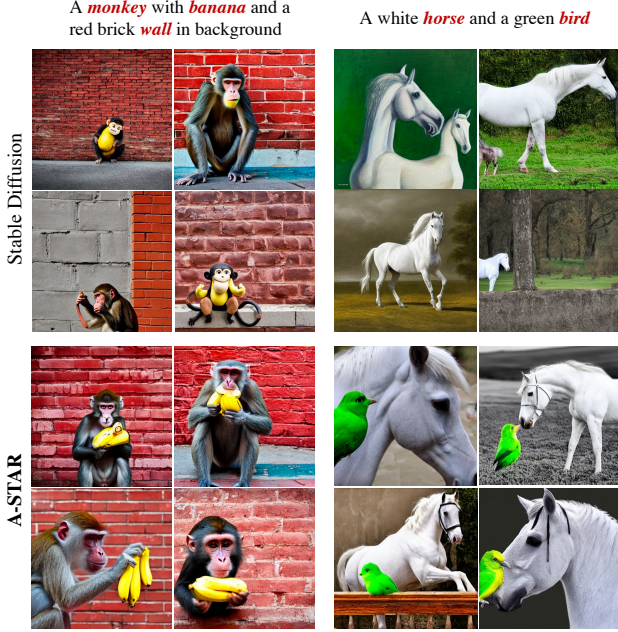 A monkey with banana and a
red brick wall in background
A white horse and a green bird
Stable Diffusion
A-STAR